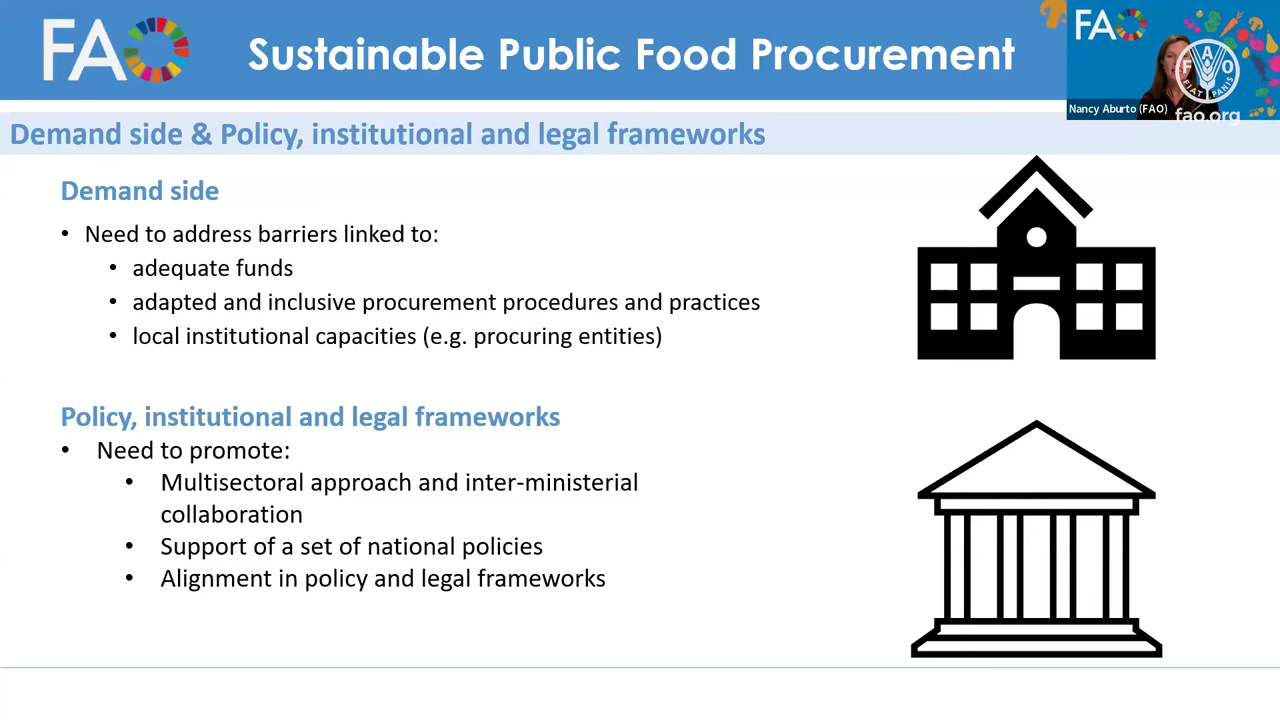 FAO
Sustainable Public Food Procurement
FAO
F A O
FIAT PANIS
Nancy Aburto (FAO)
fao.org
Demand side & Policy, institutional and legal frameworks
Demand side
• Need to address barriers linked to:
• adequate funds
• adapted and inclusive procurement procedures and practices
• local institutional capacities (e.g. procuring entities)
Policy, institutional and legal frameworks
• Need to promote:
• Multisectoral approach and inter-ministerial
collaboration
• Support of a set of national policies
• Alignment in policy and legal frameworks